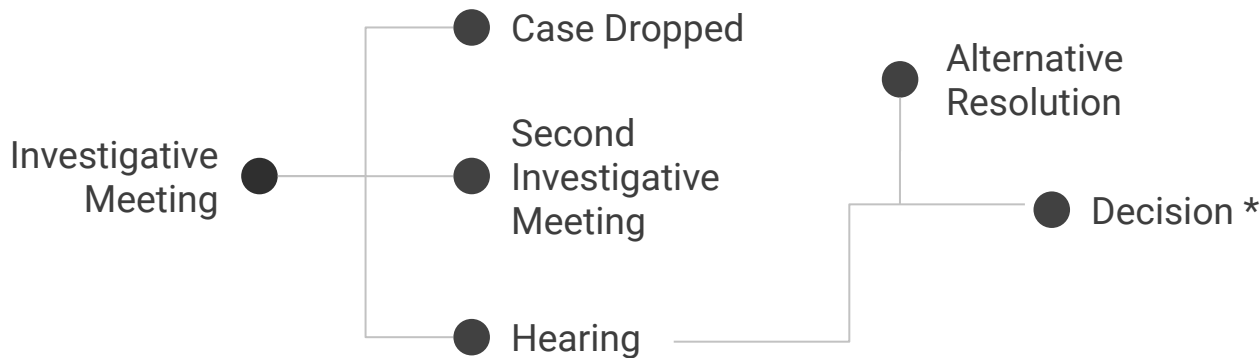 Case Dropped
Alternative
Resolution
Second
Investigative
Meeting
Investigative
Meeting
Decision *
Hearing